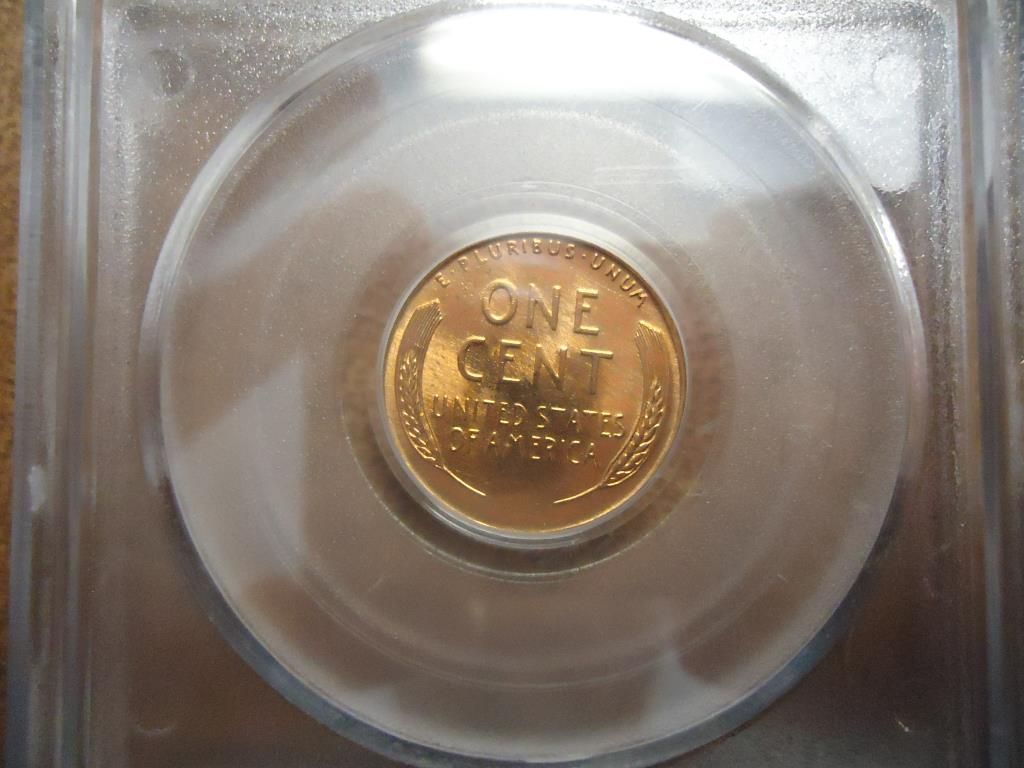 E·PLURIBUS·UNUM
ONE
CENT
UNITED STATES
OF AMERICA